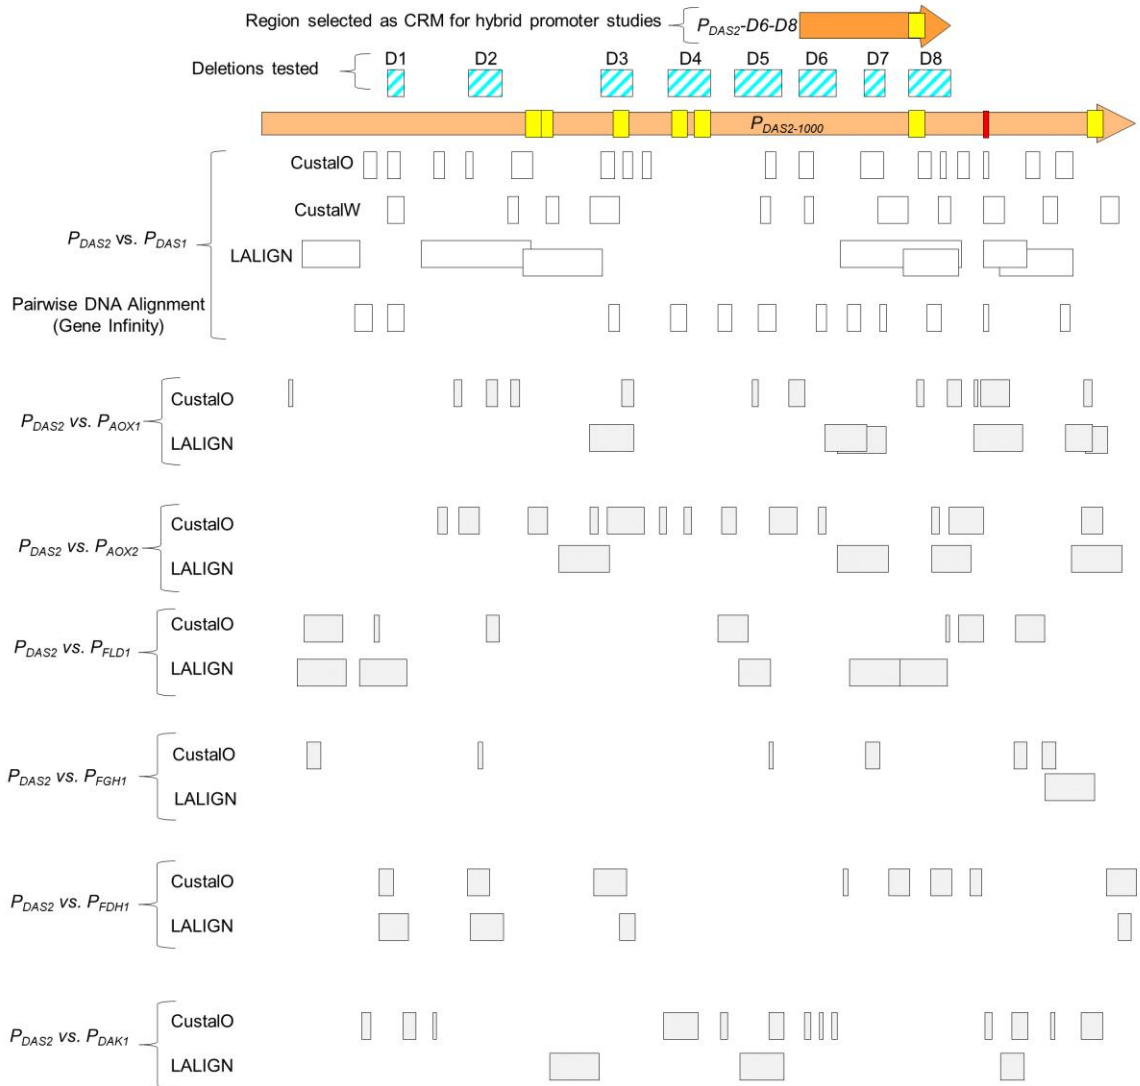 Region selected as CRM for hybrid promoter studies
PDAS2-D6-D8
Deletions tested
D1 D2 D3 D4 D5 D6 D7 D8
PDAS2-1000
PDAS2 vs. PDAS1
CustalO
CustalW
LALIGN
Pairwise DNA Alignment
(Gene Infinity)
PDAS2 vs. PAOX1
CustalO
LALIGN
PDAS2 vs. PAOX2
CustalO
LALIGN
PDAS2 vs. PFLD1
CustalO
LALIGN
PDAS2 vs. PFGH1
CustalO
LALIGN
PDAS2 vs. PFDH1
CustalO
LALIGN
PDAS2 vs. PDAK1
CustalO
LALIGN